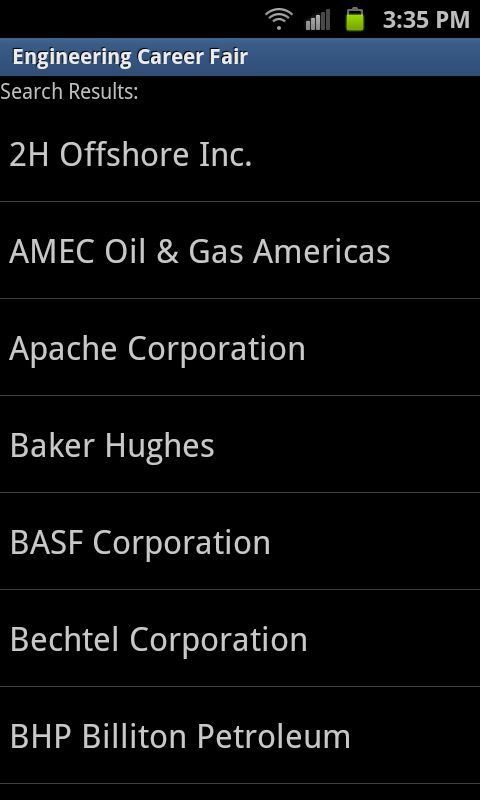 3:35 PM
Engineering Career Fair
Search Results:
2H Offshore Inc.
AMEC Oil & Gas Americas
Apache Corporation
Baker Hughes
BASF Corporation
Bechtel Corporation
BHP Billiton Petroleum